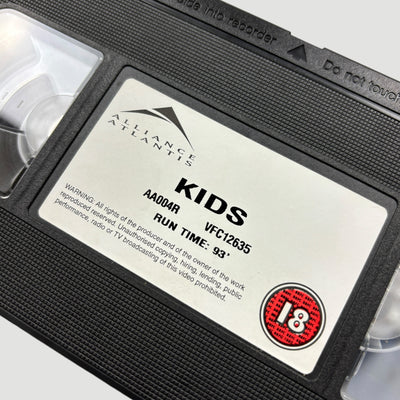 side into recorder
Do not touch
ALLIANCE
ATLANTIS
KIDS
AA004R VFC12635
RUN TIME: 93'
WARNING: All rights of the producer and of the owner of the work
reproduced reserved. Unauthorised copying, hiring, lending, public
performance, radio or TV broadcasting of this video prohibited.
18